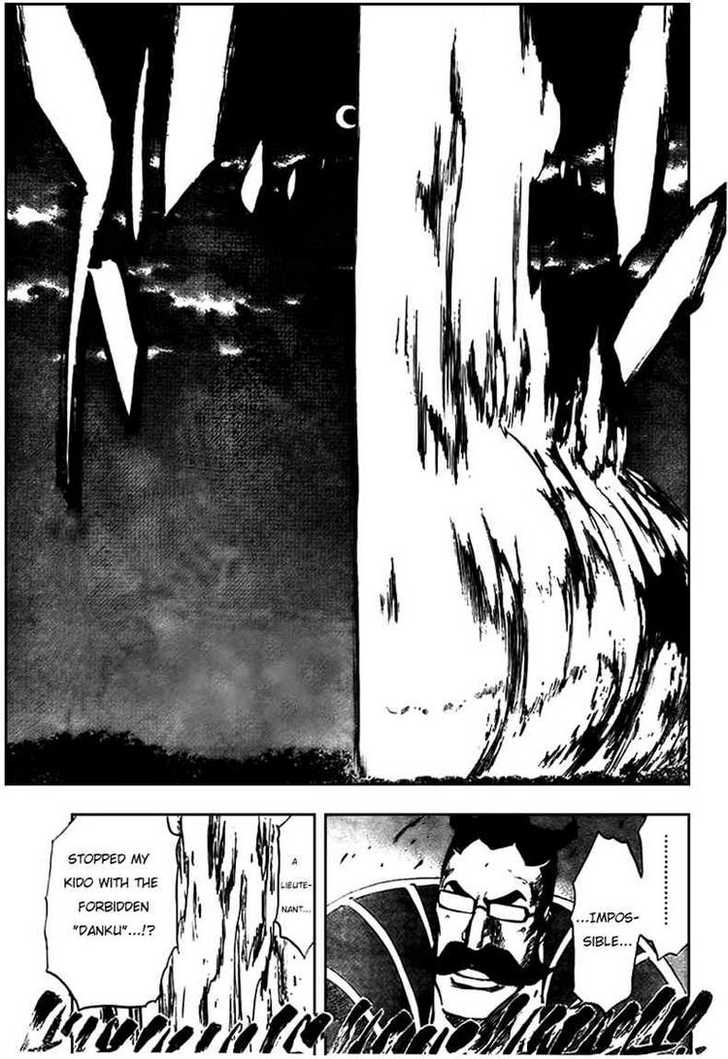 .........
...IMPOS-
SIBLE...
A
LIEUTE-
NANT...
STOPPED MY
KIDO WITH THE
FORBIDDEN
"DANKU"...!?